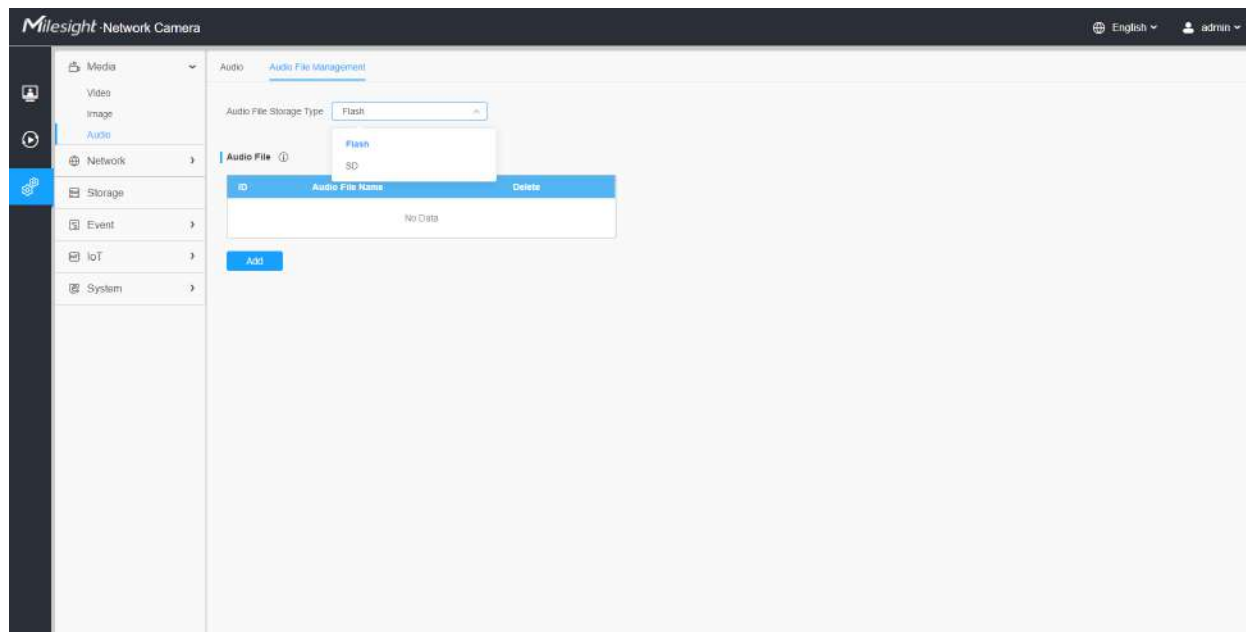 Milesight -Network Camera
English
admin
Media
Video
Image
Audio
Network
Storage
Event
IoT
System
Audio Audio File Management
Audio File Storage Type Flash
Flash
SD
Audio File
ID Audio File Name Delete
No Data
Add